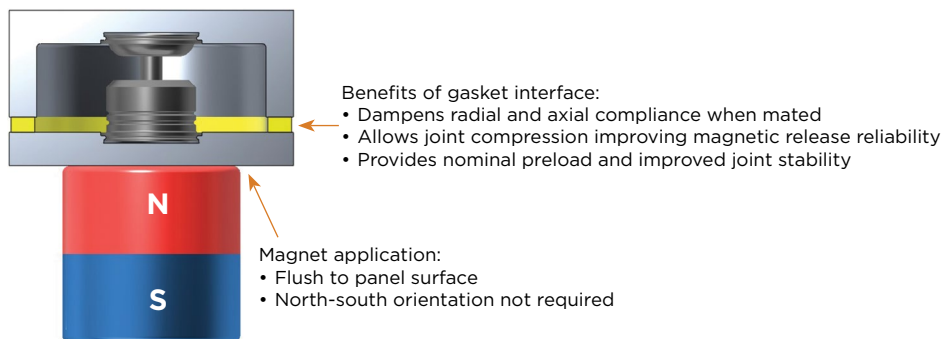 Benefits of gasket interface:
• Dampens radial and axial compliance when mated
• Allows joint compression improving magnetic release reliability
• Provides nominal preload and improved joint stability
N
S
Magnet application:
• Flush to panel surface
• North-south orientation not required